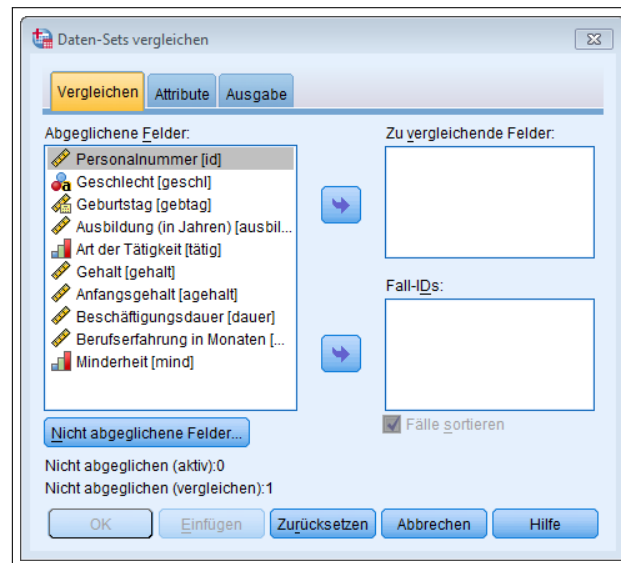 Daten-Sets vergleichen
Vergleichen Attribute Ausgabe
Abgeglichene Felder:
Personalnummer [id]
Geschlecht [geschl]
Geburtstag [gebtag]
Ausbildung (in Jahren) [ausbil...
Art der Tätigkeit [tätig]
Gehalt [gehalt]
Anfangsgehalt [agehalt]
Beschäftigungsdauer [dauer]
Berufserfahrung in Monaten [...
Minderheit [mind]
Zu vergleichende Felder:
Fall-IDs:
Fälle sortieren
Nicht abgeglichene Felder...
Nicht abgeglichen (aktiv):0
Nicht abgeglichen (vergleichen):1
OK Einfügen Zurücksetzen Abbrechen Hilfe